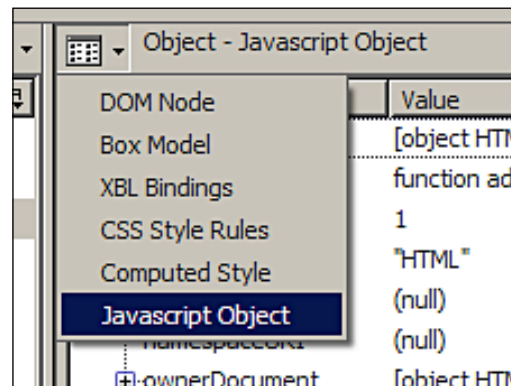 Object - Javascript Object
DOM Node
Value
Box Model
[object HTM
XBL Bindings
function ad
CSS Style Rules
1
Computed Style
"HTML"
Javascript Object
(null)
namespaceURI
(null)
ownerDocument
[object HTM